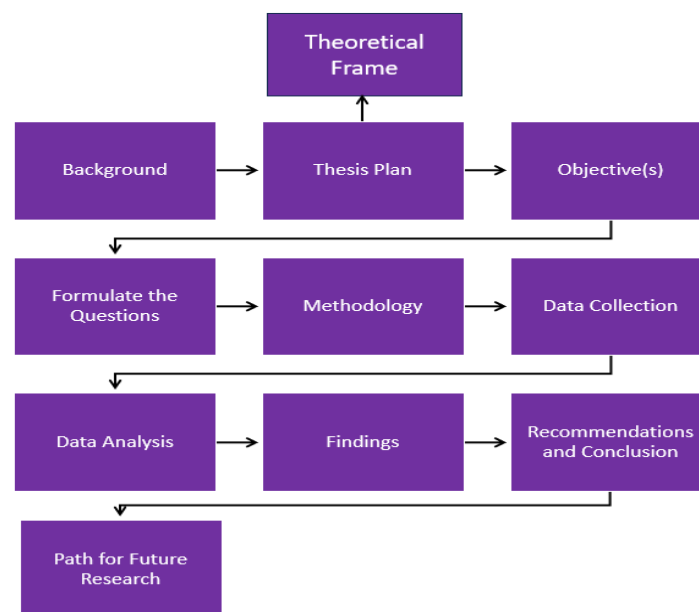 Theoretical
Frame
Background
Thesis Plan
Objective(s)
Formulate the
Questions
Methodology
Data Collection
Data Analysis
Findings
Recommendations
and Conclusion
Path for Future
Research